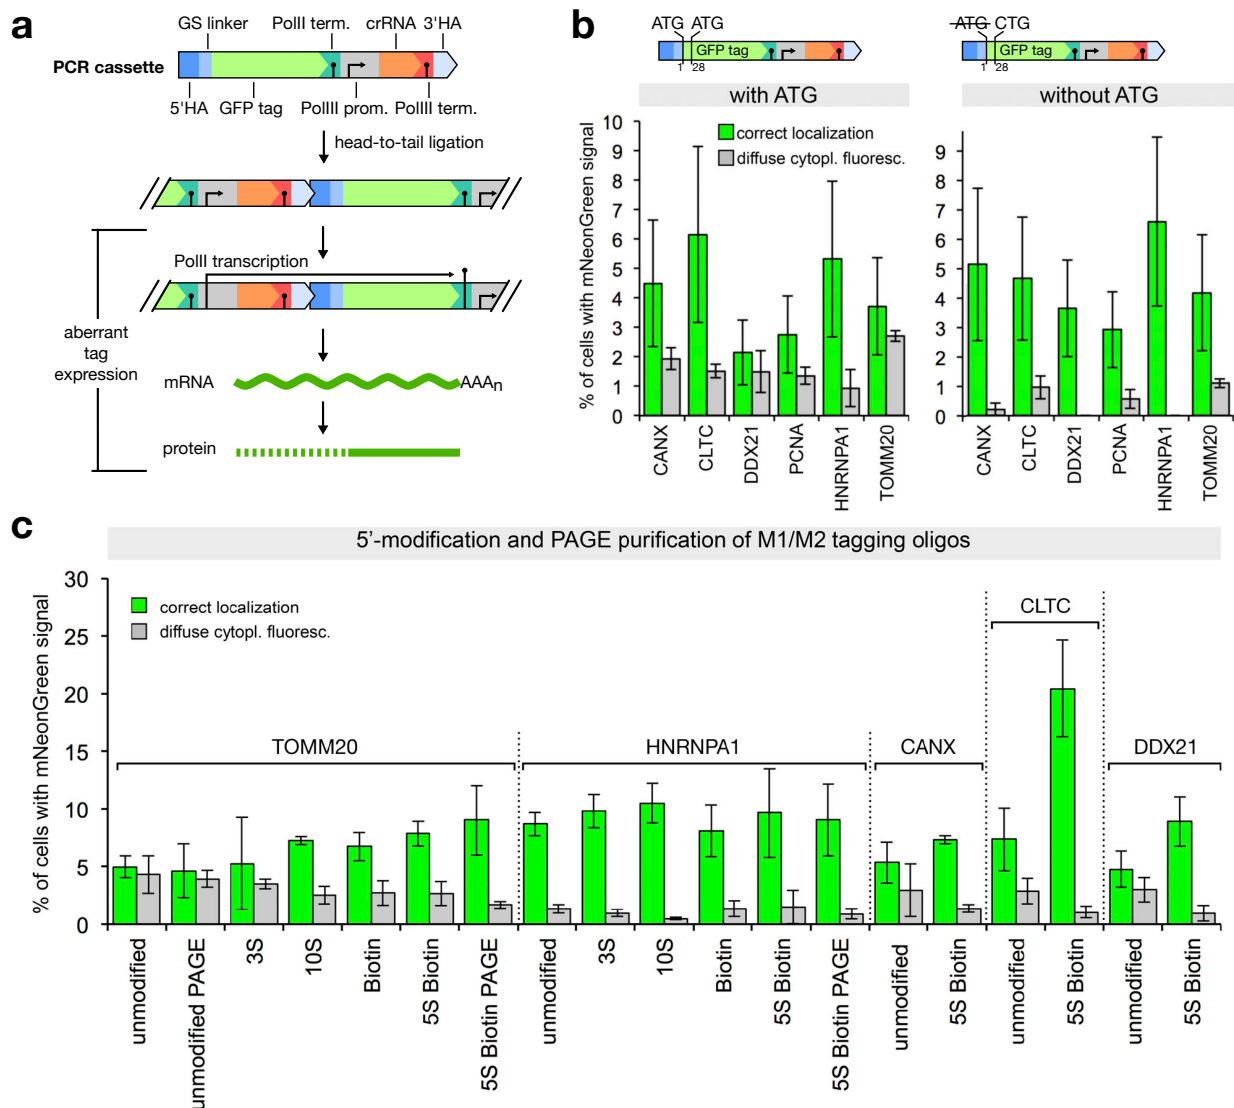 a
GS linker
PolII term.
crRNA
3'HA
PCR cassette
5'HA
GFP tag
PolIII prom.
PolIII term.
head-to-tail ligation
PolII transcription
aberrant
tag
expression
mRNA
AAAn
protein
b
ATG
ATG
GFP tag
1
28
with ATG
% of cells with mNeonGreen signal
10
9
8
7
6
5
4
3
2
1
0
correct localization
diffuse cytopl. fluoresc.
CANX
CLTC
DDX21
PCNA
HNRNPA1
TOMM20
ATG
CTG
GFP tag
1
28
without ATG
9
8
7
6
5
4
3
2
1
0
CANX
CLTC
DDX21
PCNA
HNRNPA1
TOMM20
c
5’-modification and PAGE purification of M1/M2 tagging oligos
% of cells with mNeonGreen signal
30
25
20
15
10
5
0
correct localization
diffuse cytopl. fluoresc.
TOMM20
HNRNPA1
CANX
CLTC
DDX21
unmodified
unmodified PAGE
3S
10S
Biotin
5S Biotin
5S Biotin PAGE
unmodified
3S
10S
Biotin
5S Biotin
5S Biotin PAGE
unmodified
5S Biotin
unmodified
5S Biotin
unmodified
5S Biotin